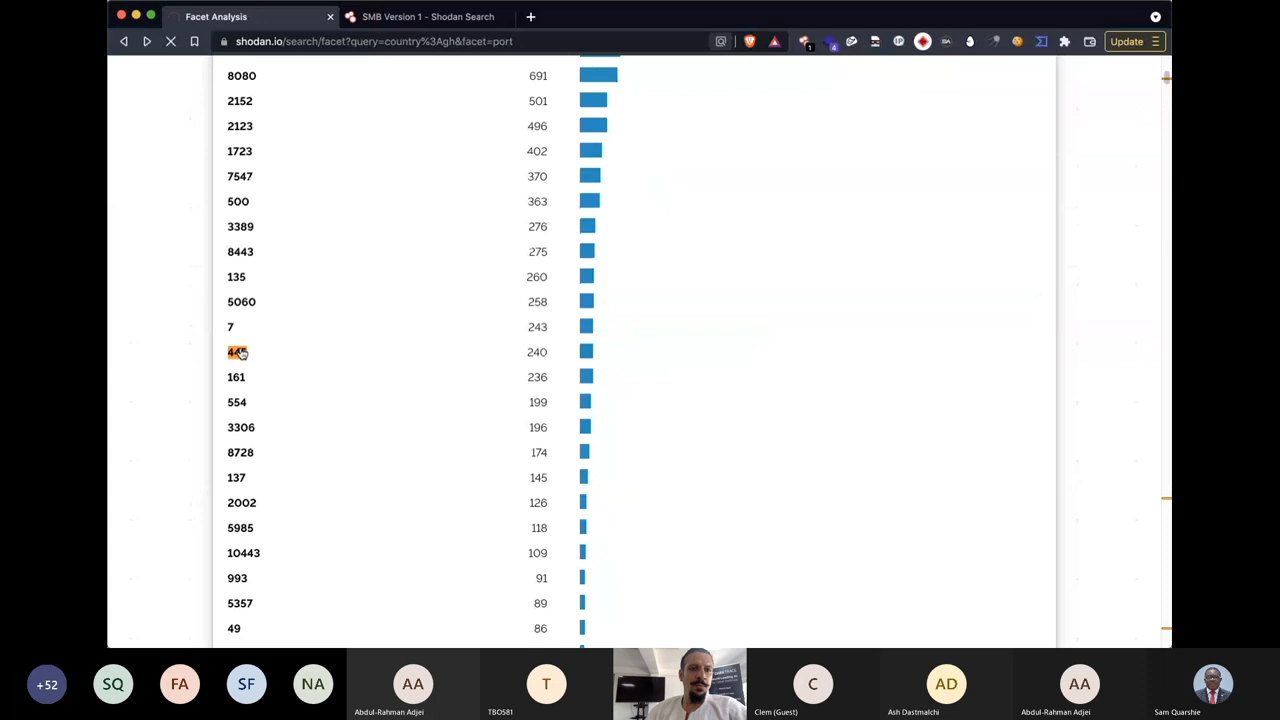 Facet Analysis
SMB Version 1 - Shodan Search
shodan.io/search/facet?query=country%3Agh&facet=port
1
4
Update
8080 691
2152 501
2123 496
1723 402
7547 370
500 363
3389 276
8443 275
135 260
5060 258
7 243
445 240
161 236
554 199
3306 196
8728 174
137 145
2002 126
5985 118
10443 109
993 91
5357 89
49 86
+52
SQ
FA
SF
NA
AA
T
C
AD
AA
Abdul-Rahman Adjei
TBOS81
Clem (Guest)
Ash Dastmalchi
Abdul-Rahman Adjei
Sam Quarshie